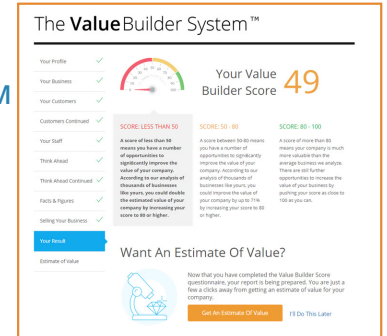 The ValueBuilder System™
M
Your Profile
Your Business
Your Customers
Customers Continued
Your Staff
Think Ahead
Think Ahead Continued
Facts & Figures
Selling Your Business
Your Result
Estimate of Value
Your Value
Builder Score
49
SCORE: LESS THAN 50
A score of less than 50
means you have a number
of opportunities to
significantly improve the
value of your company.
According to our analysis of
thousands of businesses
like yours, you could double
the estimated value of your
company by increasing your
score to 80 or higher.
SCORE: 50 - 80
A score between 50-80 means
you have a number of
opportunities to significantly
improve the value of your
company. According to our
analysis of thousands of
businesses like yours, you
could improve the value of
your company by up to 71%
by increasing your score to 80
or higher.
SCORE: 80 - 100
A score of more than 80
means your company is much
more valuable than the
average business we analyze.
There are still further
opportunities to increase the
value of your business by
pushing your score as close to
100 as you can.
Want An Estimate Of Value?
Now that you have completed the Value Builder Score
questionnaire, your report is being prepared. You are just a
few clicks away from getting an estimate of value for your
company.
Get An Estimate Of Value
I'll Do This Later